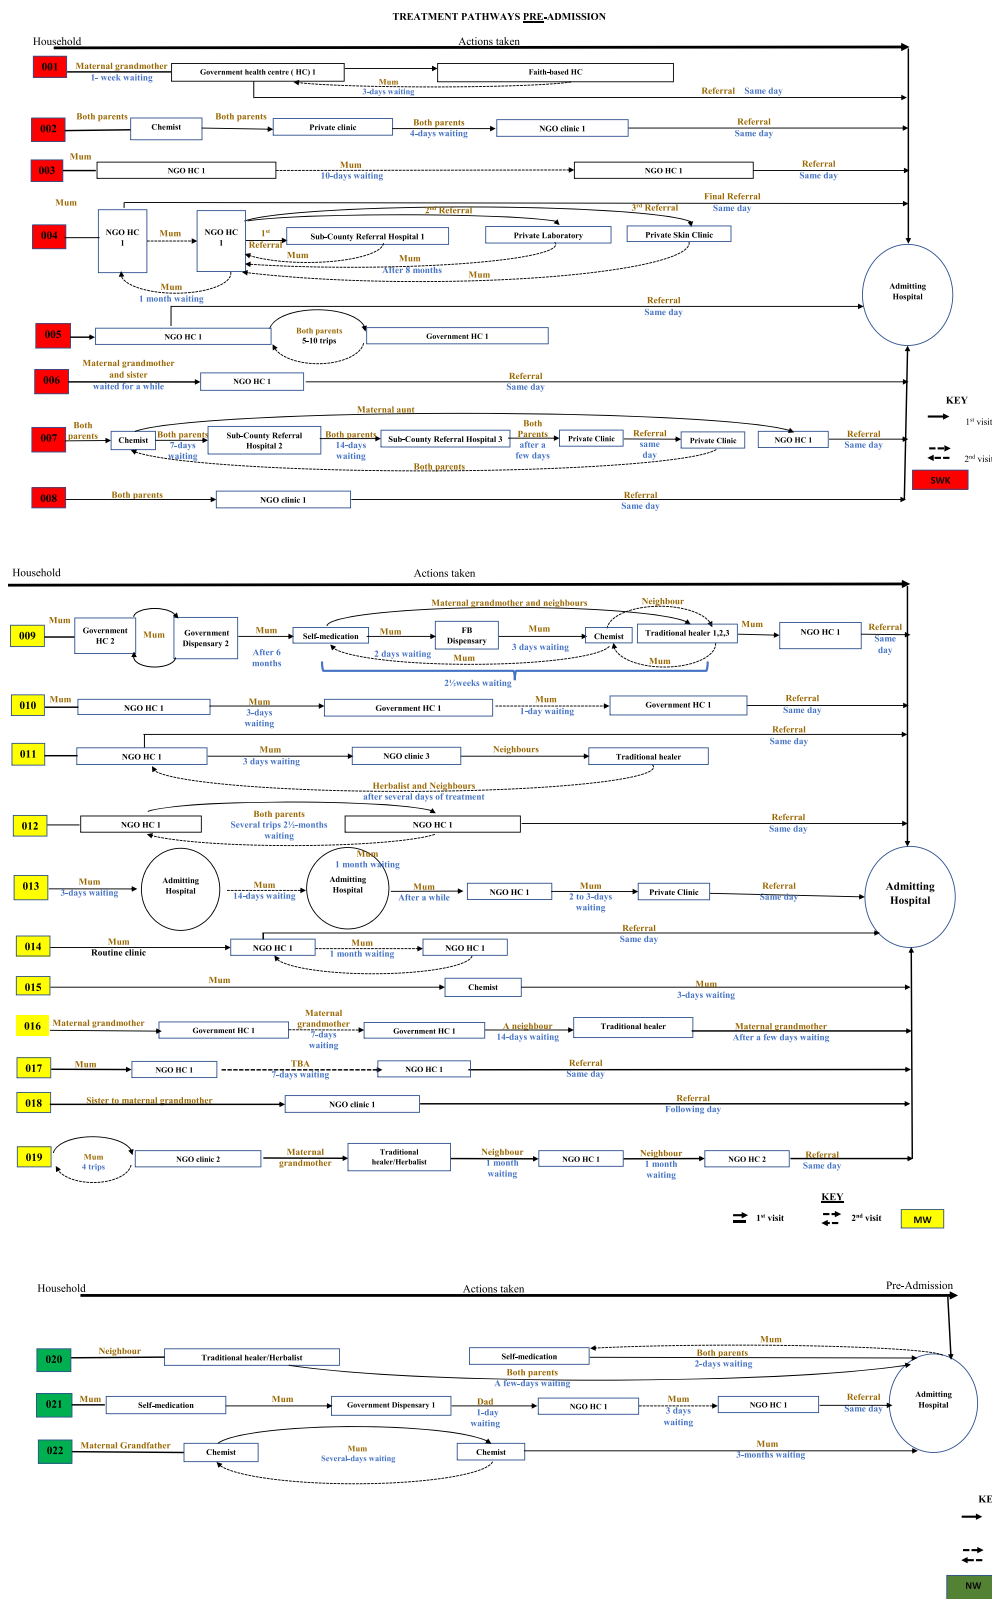 TREATMENT PATHWAYS PRE-ADMISSION
Household
Actions taken
001
Maternal grandmother
1- week waiting
Government health centre ( HC) 1
Faith-based HC
Mum
3-days waiting
Referral Same day
002
Both parents
Chemist
Both parents
Private clinic
Both parents
4-days waiting
NGO clinic 1
Referral
Same day
003
Mum
NGO HC 1
Mum
10-days waiting
NGO HC 1
Referral
Same day
004
Mum
NGO HC
1
Mum
NGO HC
1
1st
Referral
Sub-County Referral Hospital 1
Mum
2nd Referral
Private Laboratory
Mum
After 8 months
3rd Referral
Private Skin Clinic
Mum
Mum
1 month waiting
Final Referral
Same day
Admitting
Hospital
005
NGO HC 1
Both parents
5-10 trips
Government HC 1
Referral
Same day
006
Maternal grandmother
and sister
waited for a while
NGO HC 1
Referral
Same day
007
Both
parents
Chemist
Both parents
7-days
waiting
Sub-County Referral
Hospital 2
Both parents
14-days
waiting
Sub-County Referral Hospital 3
Both
Parents
after a
few days
Private Clinic
Referral
same
day
Private Clinic
Maternal aunt
Both parents
NGO HC 1
Referral
Same day
008
Both parents
NGO clinic 1
Referral
Same day
KEY
1st visit
2nd visit
SWK
Household
Actions taken
009
Mum
Government
HC 2
Mum
Government
Dispensary 2
Mum
After 6
months
Self-medication
Mum
2 days waiting
FB
Dispensary
Mum
3 days waiting
Chemist
Neighbour
Traditional healer 1,2,3
Maternal grandmother and neighbours
Mum
Mum
2½weeks waiting
Mum
NGO HC 1
Referral
Same
day
010
Mum
NGO HC 1
Mum
3-days
waiting
Government HC 1
Mum
1-day waiting
Government HC 1
Referral
Same day
011
NGO HC 1
Mum
3 days waiting
NGO clinic 3
Neighbours
Traditional healer
Herbalist and Neighbours
after several days of treatment
Referral
Same day
012
NGO HC 1
Both parents
Several trips 2½-months
waiting
NGO HC 1
Referral
Same day
013
Mum
3-days waiting
Admitting
Hospital
Mum
14-days waiting
Mum
1 month waiting
Admitting
Hospital
Mum
After a while
NGO HC 1
Mum
2 to 3-days
waiting
Private Clinic
Referral
Same day
Admitting
Hospital
014
Mum
Routine clinic
NGO HC 1
Mum
1 month waiting
NGO HC 1
Referral
Same day
015
Mum
Chemist
Mum
3-days waiting
016
Maternal grandmother
Government HC 1
Maternal
grandmother
7-days
waiting
Government HC 1
A neighbour
14-days waiting
Traditional healer
Maternal grandmother
After a few days waiting
017
Mum
NGO HC 1
TBA
7-days waiting
NGO HC 1
Referral
Same day
018
Sister to maternal grandmother
NGO clinic 1
Referral
Following day
019
Mum
4 trips
NGO clinic 2
Maternal
grandmother
Traditional
healer/Herbalist
Neighbour
1 month
waiting
NGO HC 1
Neighbour
1 month
waiting
NGO HC 2
Referral
Same day
KEY
1st visit
2nd visit
MW
Household
Actions taken
Pre-Admission
020
Neighbour
Traditional healer/Herbalist
Self-medication
Mum
Both parents
2-days waiting
Both parents
A few-days waiting
021
Mum
Self-medication
Mum
Government Dispensary 1
Dad
1-day
waiting
NGO HC 1
Mum
3 days
waiting
NGO HC 1
Referral
Same day
Admitting
Hospital
022
Maternal Grandfather
Chemist
Mum
Several-days waiting
Chemist
Mum
3-months waiting
KE
NW